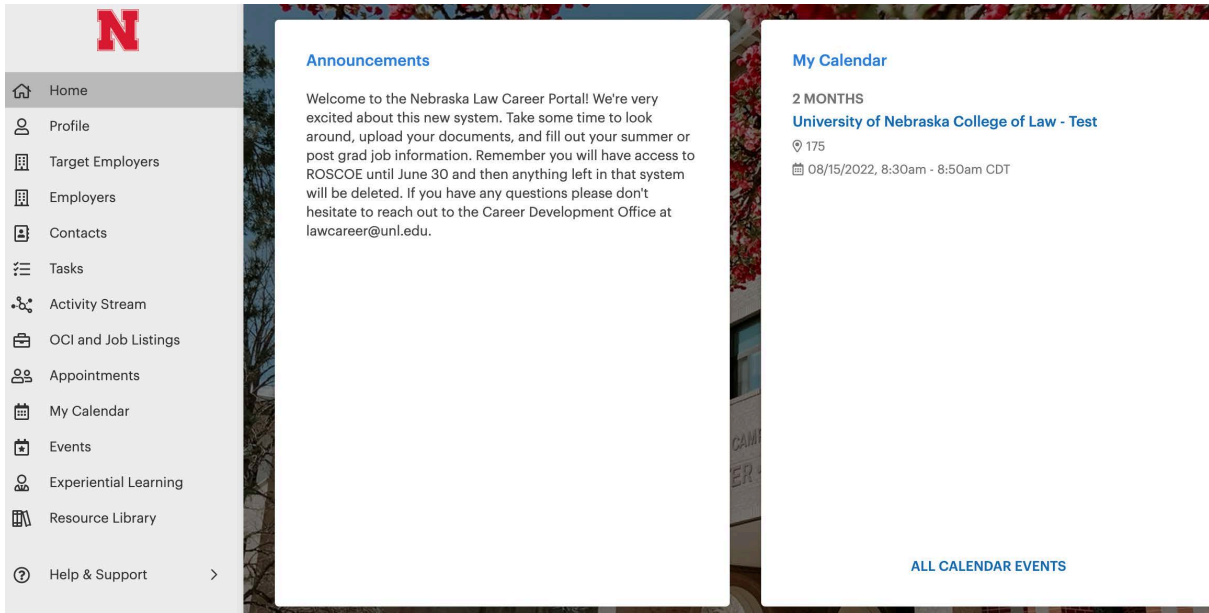 N
Home
Profile
Target Employers
Employers
Contacts
Tasks
Activity Stream
OCI and Job Listings
Appointments
My Calendar
Events
Experiential Learning
Resource Library
Help & Support
Announcements
Welcome to the Nebraska Law Career Portal! We're very
excited about this new system. Take some time to look
around, upload your documents, and fill out your summer or
post grad job information. Remember you will have access to
ROSCOE until June 30 and then anything left in that system
will be deleted. If you have any questions please don't
hesitate to reach out to the Career Development Office at
lawcareer@unl.edu.
My Calendar
2 MONTHS
University of Nebraska College of Law - Test
175
08/15/2022, 8:30am - 8:50am CDT
ALL CALENDAR EVENTS